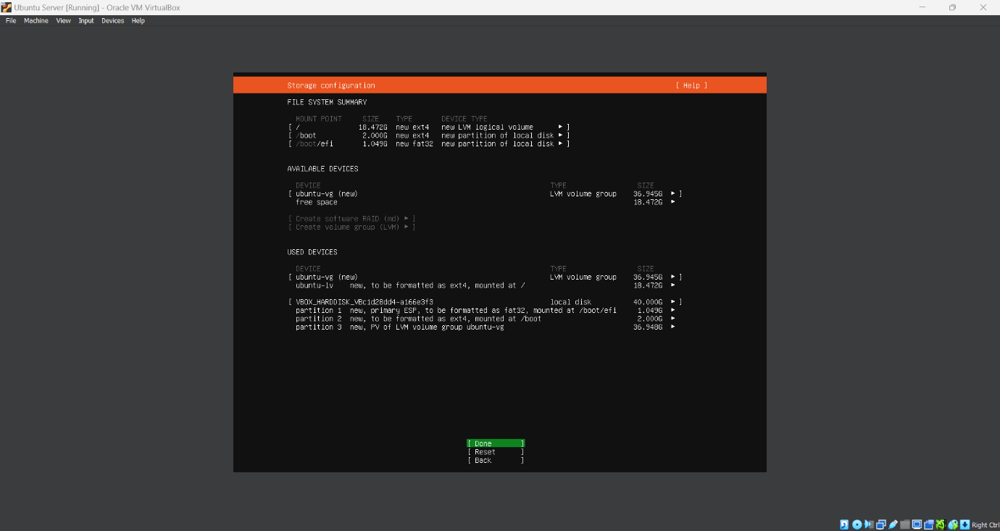 Ubuntu Server [Running] - Oracle VM VirtualBox
File Machine View Input Devices Help
Storage configuration [ Help ]
FILE SYSTEM SUMMARY
MOUNT POINT SIZE TYPE DEVICE TYPE
[ / 18.472G new ext4 new LVM logical volume ▸ ]
[ /boot 2.000G new ext4 new partition of local disk ▸ ]
[ /boot/efi 1.049G new fat32 new partition of local disk ▸ ]
AVAILABLE DEVICES
DEVICE TYPE SIZE
[ ubuntu-vg (new) LVM volume group 36.945G ▸ ]
free space 18.472G ▸
[ Create software RAID (md) ▸ ]
[ Create volume group (LVM) ▸ ]
USED DEVICES
DEVICE TYPE SIZE
[ ubuntu-vg (new) LVM volume group 36.945G ▸ ]
ubuntu-lv new, to be formatted as ext4, mounted at / 18.472G ▸
[ VBOX_HARDDISK_VBc1d28dd4-a166e3f3 local disk 40.000G ▸ ]
partition 1 new, primary ESP, to be formatted as fat32, mounted at /boot/efi 1.049G ▸
partition 2 new, to be formatted as ext4, mounted at /boot 2.000G ▸
partition 3 new, PV of LVM volume group ubuntu-vg 36.948G ▸
[ Done ]
[ Reset ]
[ Back ]
Right Ctrl